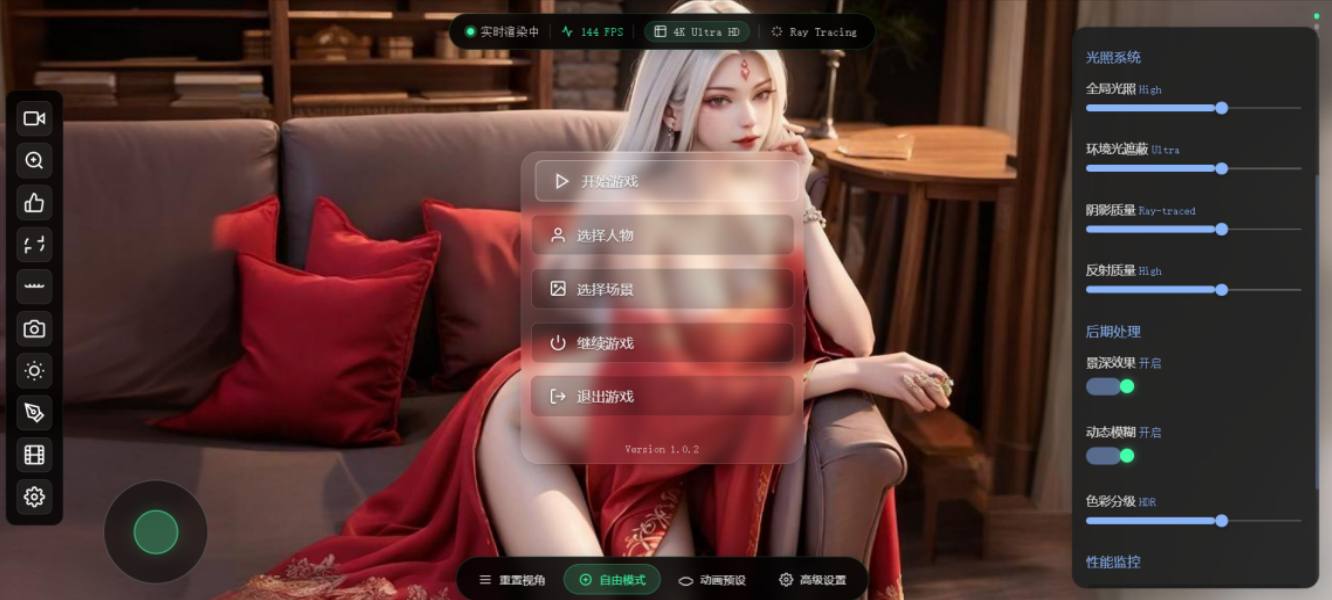 实时渲染中 144 FPS 4K Ultra HD Ray Tracing
开始游戏
选择人物
选择场景
继续游戏
退出游戏
Version 1.0.2
光照系统
全局光照 High
环境光遮蔽 Ultra
阴影质量 Ray-traced
反射质量 High
后期处理
景深效果 开启
动态模糊 开启
色彩分级 HDR
性能监控
重置视角 自由模式 动画预设 高级设置